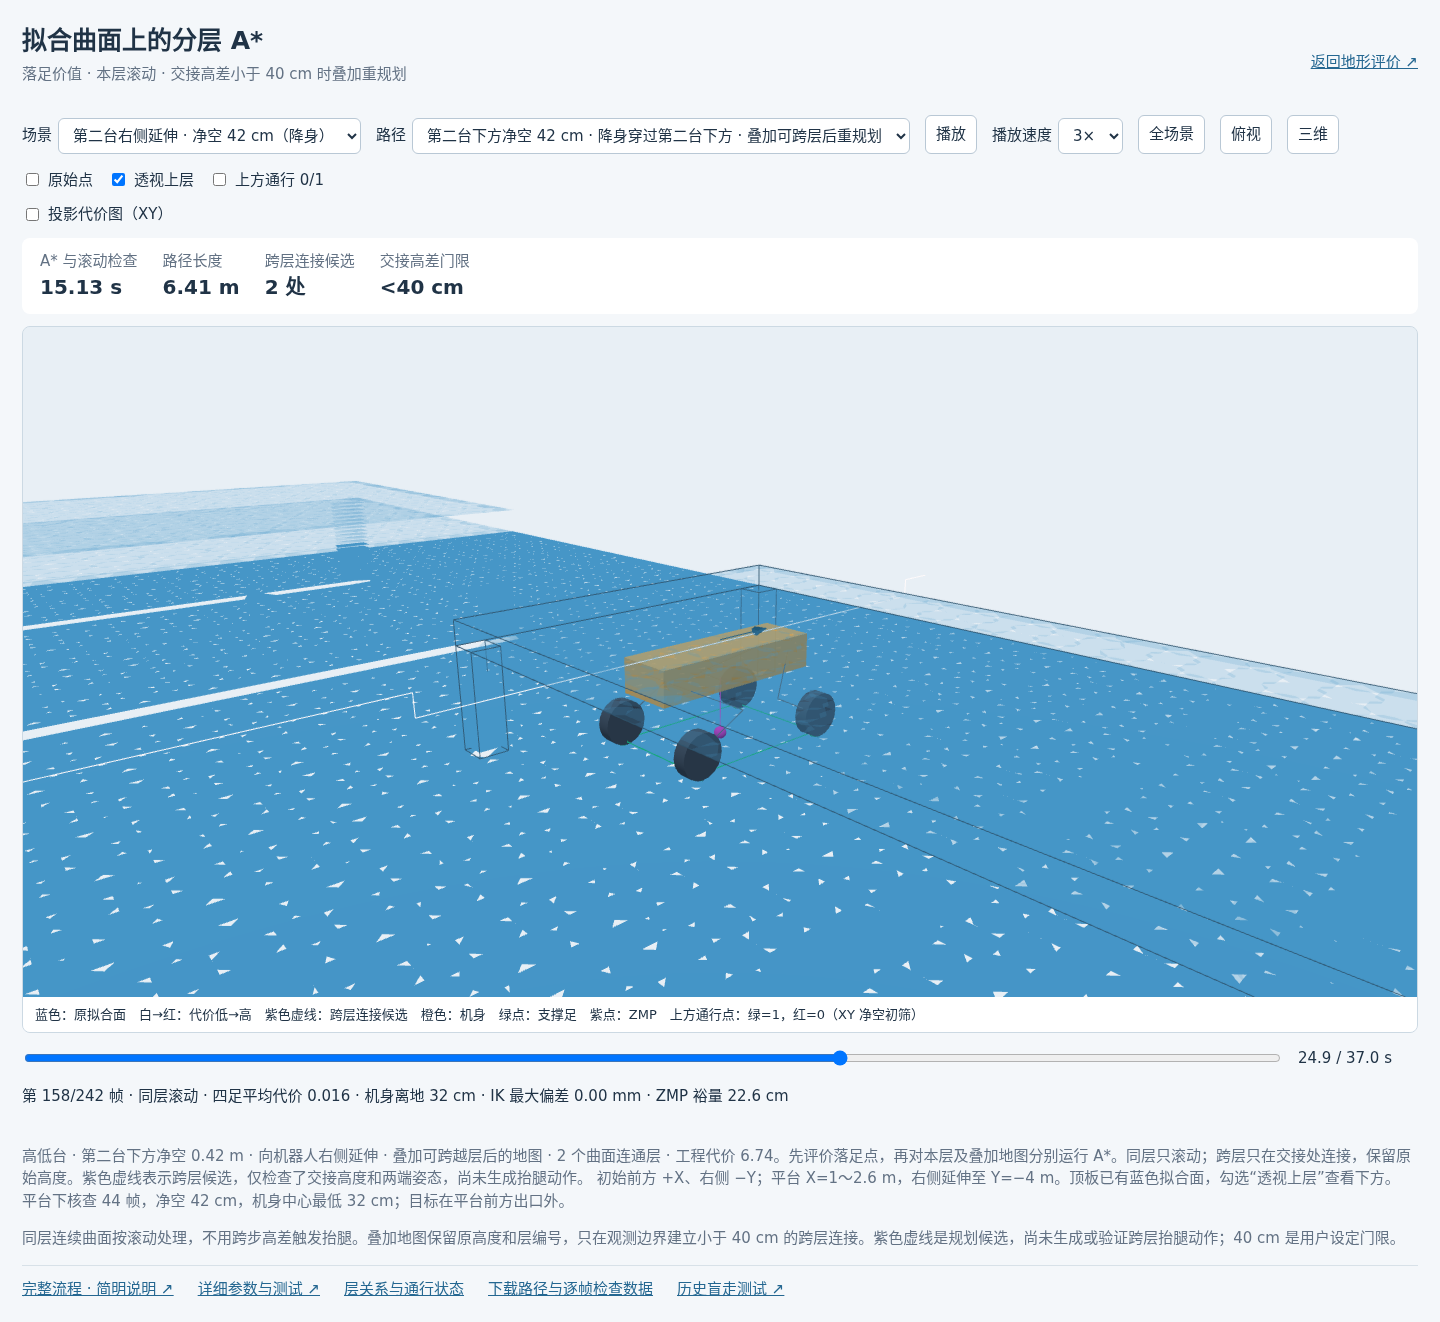 拟合曲面上的分层 A*
落足价值 · 本层滚动 · 交接高差小于 40 cm 时叠加重规划
返回地形评价 ↗
场景 第二台右侧延伸 · 净空 42 cm（降身） 路径 第二台下方净空 42 cm · 降身穿过第二台下方 · 叠加可跨层后重规划 播放 播放速度 3× 全场景 俯视 三维
原始点 透视上层 上方通行 0/1
投影代价图（XY）
A* 与滚动检查 路径长度 跨层连接候选 交接高差门限
15.13 s 6.41 m 2 处 <40 cm
蓝色：原拟合面 白→红：代价低→高 紫色虚线：跨层连接候选 橙色：机身 绿点：支撑足 紫点：ZMP 上方通行点：绿=1，红=0（XY 净空初筛）
24.9 / 37.0 s
第 158/242 帧 · 同层滚动 · 四足平均代价 0.016 · 机身离地 32 cm · IK 最大偏差 0.00 mm · ZMP 裕量 22.6 cm
高低台 · 第二台下方净空 0.42 m · 向机器人右侧延伸 · 叠加可跨越层后的地图 · 2 个曲面连通层 · 工程代价 6.74。先评价落足点，再对本层及叠加地图分别运行 A*。同层只滚动；跨层只在交接处连接，保留原
始高度。紫色虚线表示跨层候选，仅检查了交接高度和两端姿态，尚未生成抬腿动作。 初始前方 +X、右侧 −Y；平台 X=1～2.6 m，右侧延伸至 Y=−4 m。顶板已有蓝色拟合面，勾选“透视上层”查看下方。
平台下核查 44 帧，净空 42 cm，机身中心最低 32 cm；目标在平台前方出口外。
同层连续曲面按滚动处理，不用跨步高差触发抬腿。叠加地图保留原高度和层编号，只在观测边界建立小于 40 cm 的跨层连接。紫色虚线是规划候选，尚未生成或验证跨层抬腿动作；40 cm 是用户设定门限。
完整流程 · 简明说明 ↗ 详细参数与测试 ↗ 层关系与通行状态 下载路径与逐帧检查数据 历史盲走测试 ↗